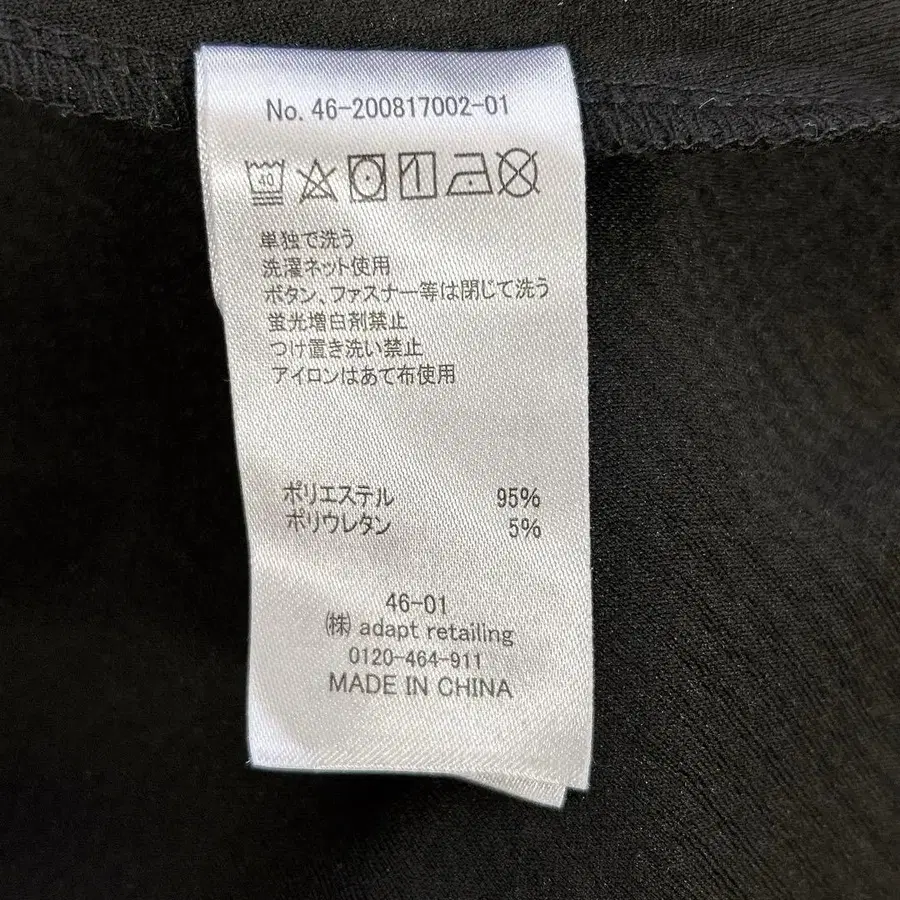 No. 46-200817002-01
40
単独で洗う
洗濯ネット使用
ボタン、ファスナー等は閉じて洗う
蛍光増白剤禁止
つけ置き洗い禁止
アイロンはあて布使用
ポリエステル 95%
ポリウレタン 5%
46-01
㈱ adapt retailing
0120-464-911
MADE IN CHINA